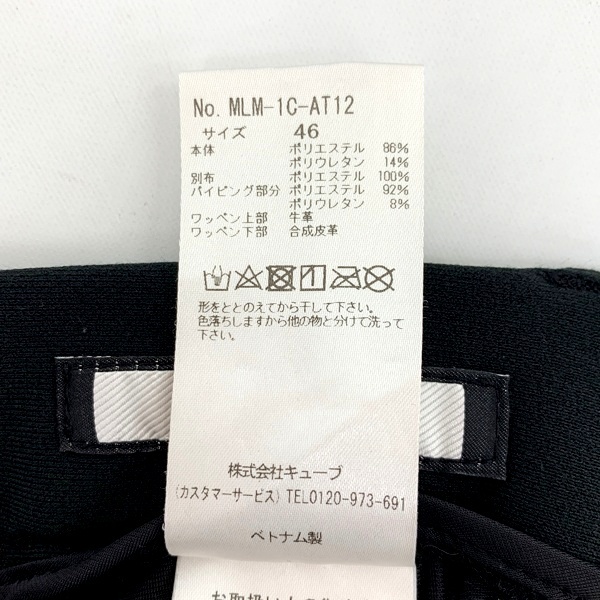 No. MLM-1C-AT12
サイズ 46
本体 ポリエステル 86%
ポリウレタン 14%
別布 ポリエステル 100%
パイピング部分 ポリエステル 92%
ポリウレタン 8%
ワッペン上部 牛革
ワッペン下部 合成皮革
形をととのえてから干して下さい。
色落ちしますから他の物と分けて洗って
下さい。
株式会社キューブ
(カスタマーサービス) TEL0120-973-691
ベトナム製